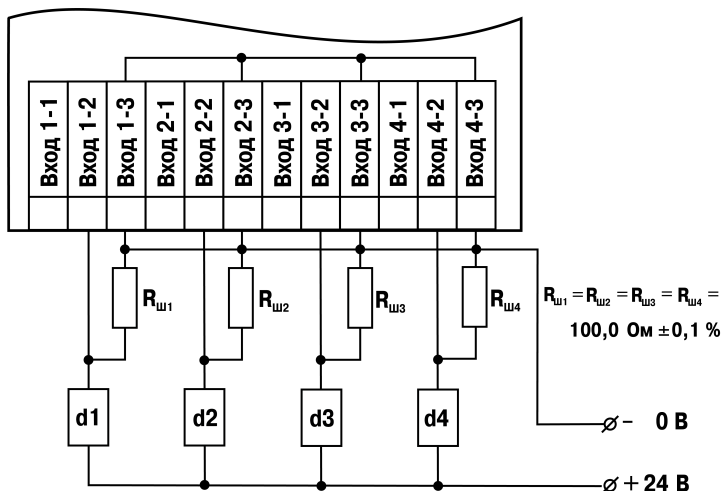 Вход 1-1
Вход 1-2
Вход 1-3
Вход 2-1
Вход 2-2
Вход 2-3
Вход 3-1
Вход 3-2
Вход 3-3
Вход 4-1
Вход 4-2
Вход 4-3
Rш1
Rш2
Rш3
Rш4
Rш1 = Rш2 = Rш3 = Rш4 =
100,0 Ом ±0,1 %
d1
d2
d3
d4
− 0 В
+ 24 В